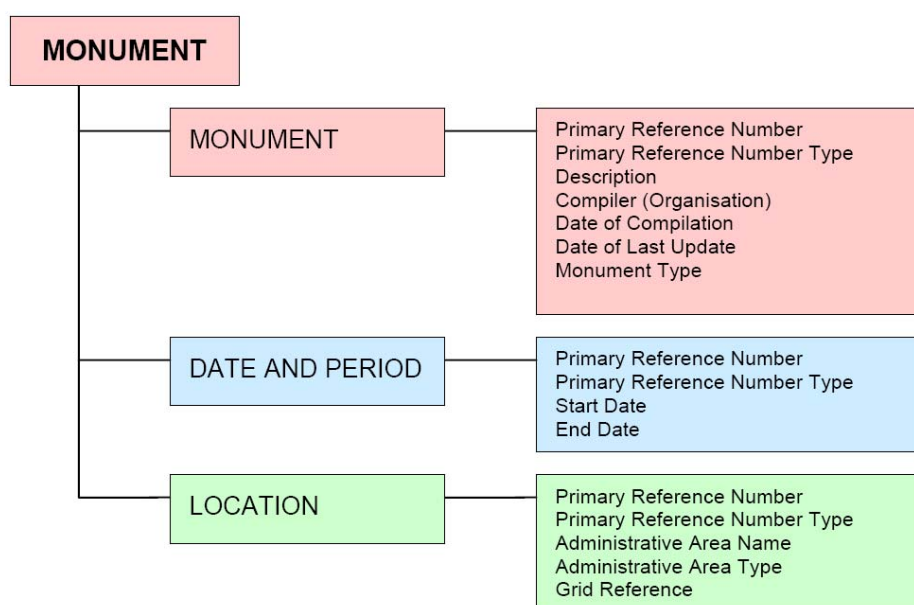 MONUMENT
MONUMENT
Primary Reference Number
Primary Reference Number Type
Description
Compiler (Organisation)
Date of Compilation
Date of Last Update
Monument Type
DATE AND PERIOD
Primary Reference Number
Primary Reference Number Type
Start Date
End Date
LOCATION
Primary Reference Number
Primary Reference Number Type
Administrative Area Name
Administrative Area Type
Grid Reference